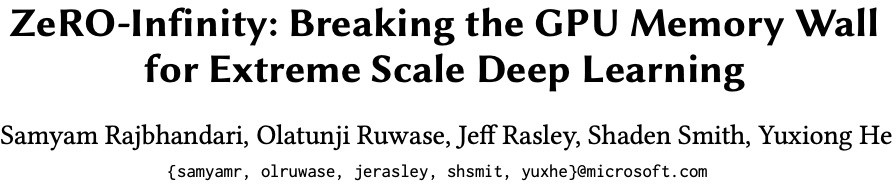 ZeRO-Infinity: Breaking the GPU Memory Wall
for Extreme Scale Deep Learning
Samyam Rajbhandari, Olatunji Ruwase, Jeff Rasley, Shaden Smith, Yuxiong He
{samyamr, olruwase, jerasley, shsmit, yuxhe}@microsoft.com